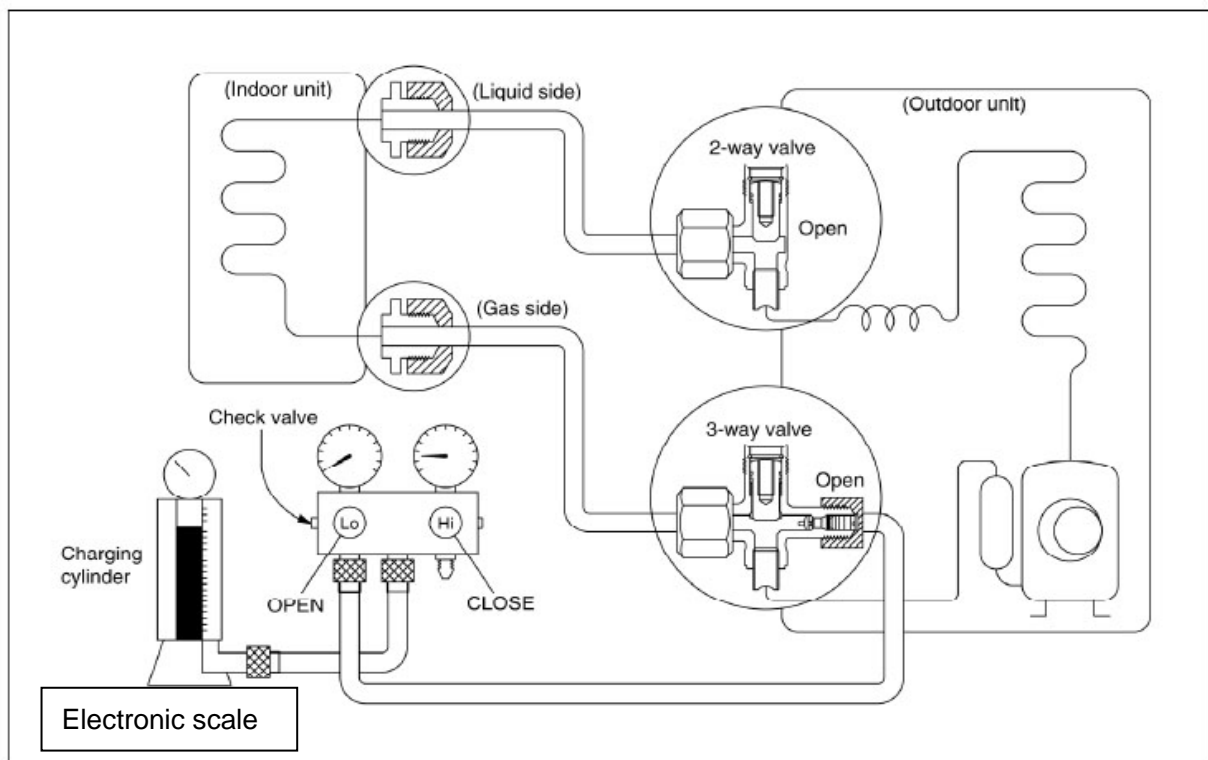 (Indoor unit)
(Liquid side)
(Outdoor unit)
2-way valve
Open
(Gas side)
Check valve
3-way valve
Open
Lo
Hi
Charging
cylinder
OPEN
CLOSE
Electronic scale